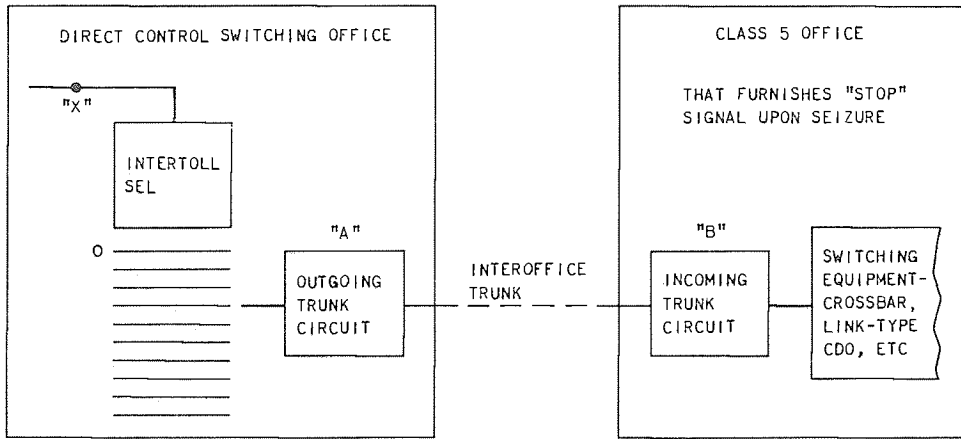 DIRECT CONTROL SWITCHING OFFICE
"X"
INTERTOLL
SEL
0
"A"
OUTGOING
TRUNK
CIRCUIT
INTEROFFICE
TRUNK
CLASS 5 OFFICE
THAT FURNISHES "STOP"
SIGNAL UPON SEIZURE
"B"
INCOMING
TRUNK
CIRCUIT
SWITCHING
EQUIPMENT-
CROSSBAR,
LINK-TYPE
CDO, ETC